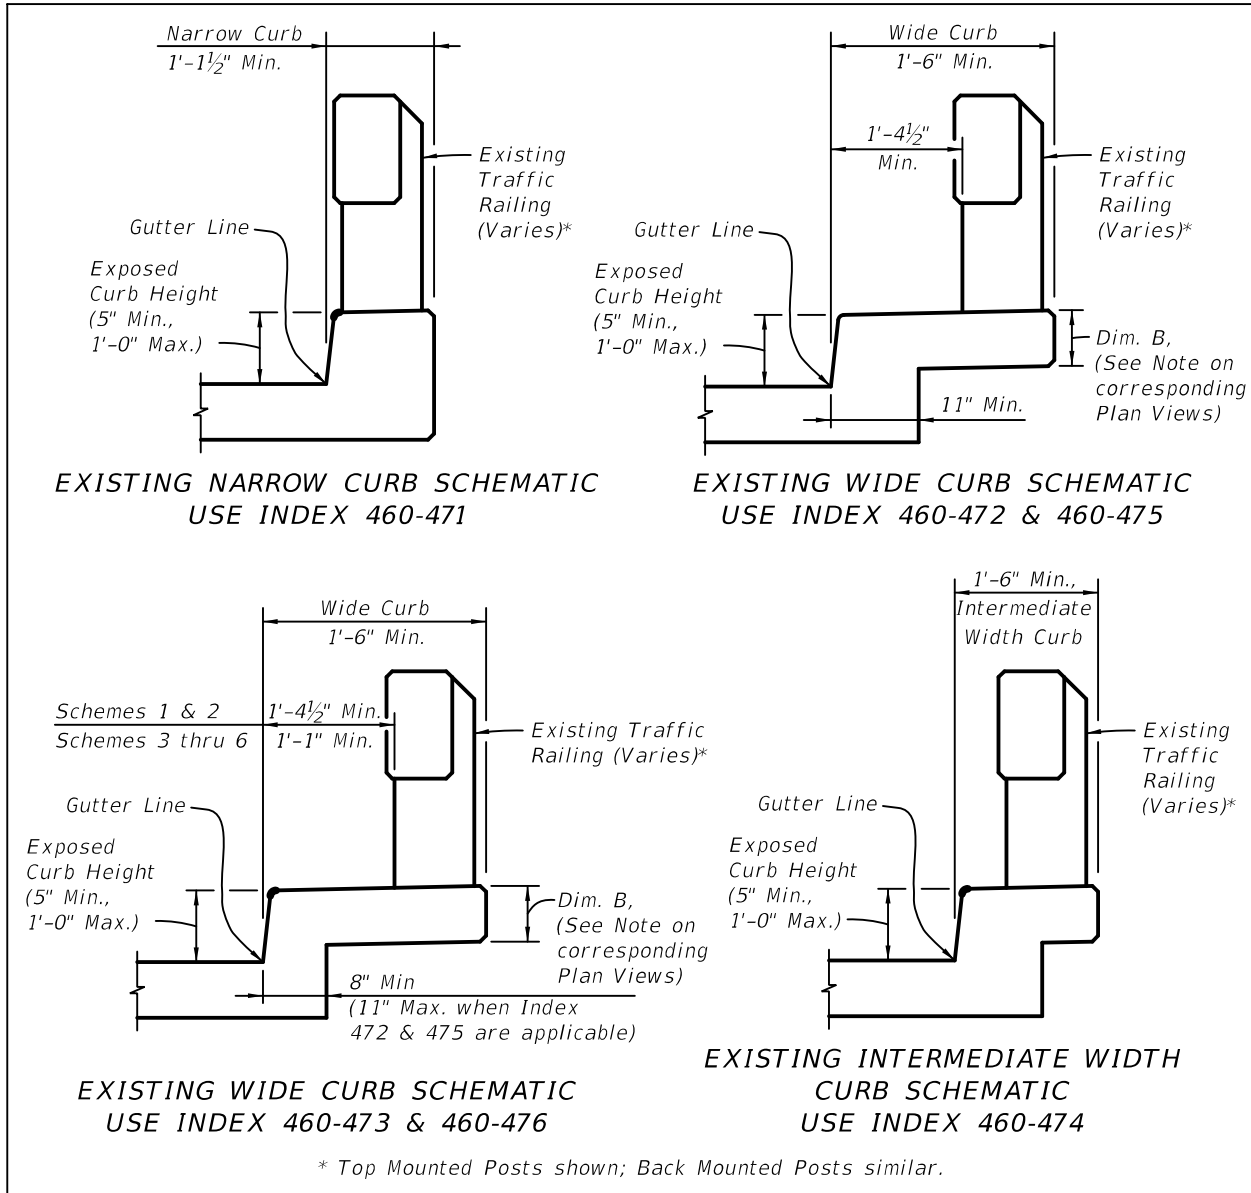 Narrow Curb
1'-1½" Min.
Existing
Traffic
Railing
(Varies)*
Gutter Line
Exposed
Curb Height
(5" Min.,
1'-0" Max.)
EXISTING NARROW CURB SCHEMATIC
USE INDEX 460-471
Wide Curb
1'-6" Min.
1'-4½"
Min.
Existing
Traffic
Railing
(Varies)*
Gutter Line
Exposed
Curb Height
(5" Min.,
1'-0" Max.)
Dim. B,
(See Note on
corresponding
Plan Views)
11" Min.
EXISTING WIDE CURB SCHEMATIC
USE INDEX 460-472 & 460-475
Wide Curb
1'-6" Min.
Schemes 1 & 2 1'-4½" Min.
Schemes 3 thru 6 1'-1" Min.
Existing Traffic
Railing (Varies)*
Gutter Line
Exposed
Curb Height
(5" Min.,
1'-0" Max.)
Dim. B,
(See Note on
corresponding
Plan Views)
8" Min
(11" Max. when Index
472 & 475 are applicable)
EXISTING WIDE CURB SCHEMATIC
USE INDEX 460-473 & 460-476
1'-6" Min.,
Intermediate
Width Curb
Existing
Traffic
Railing
(Varies)*
Gutter Line
Exposed
Curb Height
(5" Min.,
1'-0" Max.)
EXISTING INTERMEDIATE WIDTH
CURB SCHEMATIC
USE INDEX 460-474
* Top Mounted Posts shown; Back Mounted Posts similar.